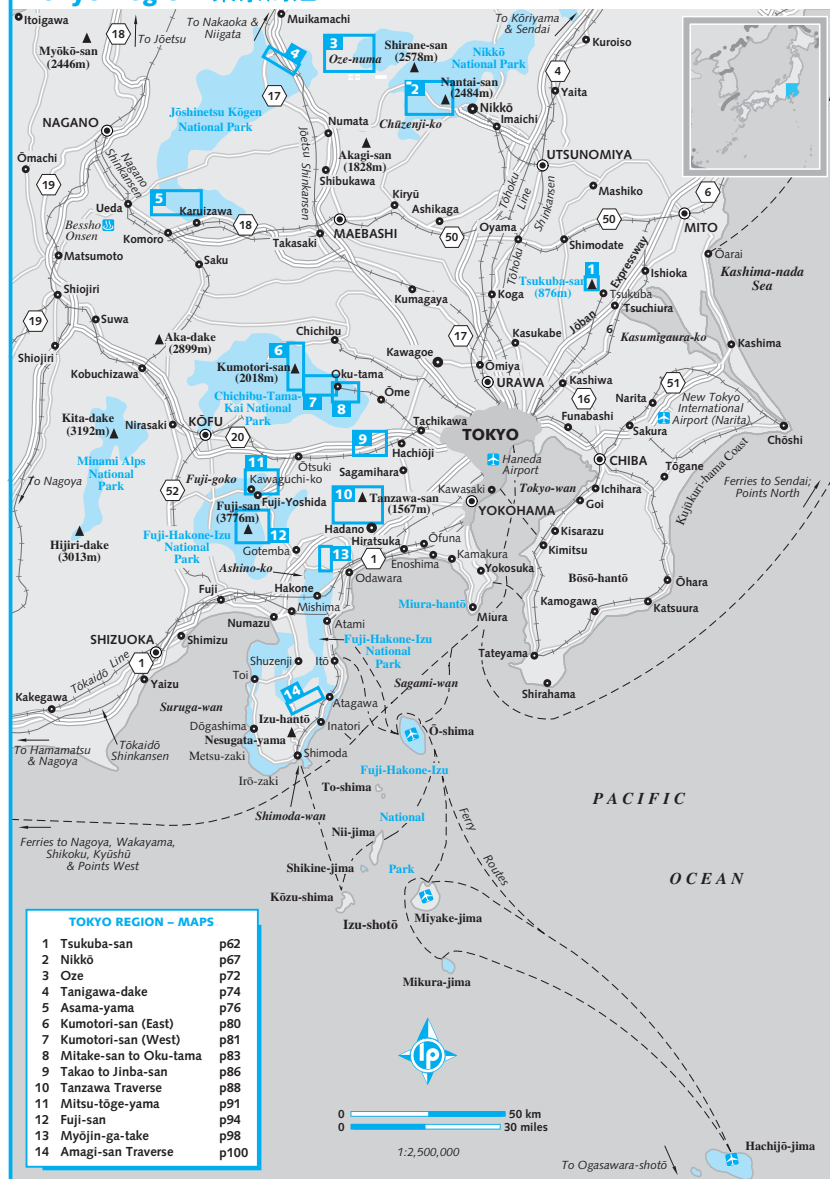 Itoigawa
To Jōetsu
To Nakaoka &
Niigata
Muikamachi
To Kōriyama
& Sendai
Kuroiso
Myōkō-san
(2446m)
18
4
3
Oze-numa
Shirane-san
(2578m)
Nikkō
National Park
4
Yaita
2
Nantai-san
(2484m)
Nikkō
Imaichi
Chūzenji-ko
17
Jōshinetsu Kōgen
National Park
NAGANO
Nagano
Shinkansen
Jōetsu Shinkansen
Numata
Akagi-san
(1828m)
Shibukawa
Ōmachi
19
UTSUNOMIYA
Tōhoku
Line
Tōhoku
Shinkansen
Mashiko
6
MITO
5
Ueda
Karuizawa
18
Bessho
Onsen
Komoro
Kiryū
Ashikaga
50
MAEBASHI
Takasaki
Oyama
50
Shimodate
Ōarai
Kashima-nada
Sea
Matsumoto
Saku
1
Tsukuba-san
(876m)
Expressway
Jōban
6
Ishioka
Tsukuba
Tsuchiura
Shiojiri
Kumagaya
Koga
Kasumigaura-ko
19
Suwa
Aka-dake
(2899m)
Chichibu
17
Kasukabe
Kashima
Shiojiri
Kobuchizawa
6
Kumotori-san
(2018m)
Oku-tama
Kawagoe
Ōmiya
URAWA
Kashiwa
51
7
8
Ōme
Chichibu-Tama-
Kai National
Park
16
Narita
New Tokyo
International
Airport (Narita)
Kita-dake
(3192m)
Nirasaki
KŌFU
20
Tachikawa
TOKYO
Funabashi
Sakura
Chōshi
9
Hachiōji
Haneda
Airport
CHIBA
Minami Alps
National
Park
Ōtsuki
Sagamihara
Tōgane
Kujūkuri-hama Coast
To Nagoya
11
Fuji-goko
Kawaguchi-ko
Fuji-Yoshida
Kawasaki
Tokyo-wan
Ichihara
Goi
Ferries to Sendai;
Points North
52
10
Tanzawa-san
(1567m)
YOKOHAMA
Fuji-san
(3776m)
12
Hadano
Kisarazu
Kimitsu
Hijiri-dake
(3013m)
Fuji-Hakone-Izu
National
Park
Gotemba
13
Hiratsuka
Ōfuna
1
Enoshima
Kamakura
Yokosuka
Bōsō-hantō
Ashino-ko
Odawara
Ōhara
Fuji
Hakone
Mishima
Miura-hantō
Miura
Kamogawa
Katsuura
Numazu
Atami
SHIZUOKA
Shimizu
Fuji-Hakone-Izu
National
Park
Tateyama
Tōkaidō Line
1
Yaizu
Shuzenji
Itō
Toi
Sagami-wan
Shirahama
Kakegawa
Suruga-wan
14
Atagawa
Dōgashima
Izu-hantō
Inatori
Ō-shima
To Hamamatsu
& Nagoya
Tōkaidō
Shinkansen
Nesugata-yama
Metsu-zaki
Shimoda
Irō-zaki
Fuji-Hakone-Izu
To-shima
PACIFIC
Shimoda-wan
National
Ferry
Routes
Nii-jima
Ferries to Nagoya, Wakayama,
Shikoku, Kyūshū
& Points West
Shikine-jima
Park
OCEAN
Kōzu-shima
Miyake-jima
Izu-shotō
Mikura-jima
TOKYO REGION – MAPS
1 Tsukuba-san p62
2 Nikkō p67
3 Oze p72
4 Tanigawa-dake p74
5 Asama-yama p76
6 Kumotori-san (East) p80
7 Kumotori-san (West) p81
8 Mitake-san to Oku-tama p83
9 Takao to Jinba-san p86
10 Tanzawa Traverse p88
11 Mitsu-tōge-yama p91
12 Fuji-san p94
13 Myōjin-ga-take p98
14 Amagi-san Traverse p100
lp
0 50 km
0 30 miles
1:2,500,000
Hachijō-jima
To Ogasawara-shotō